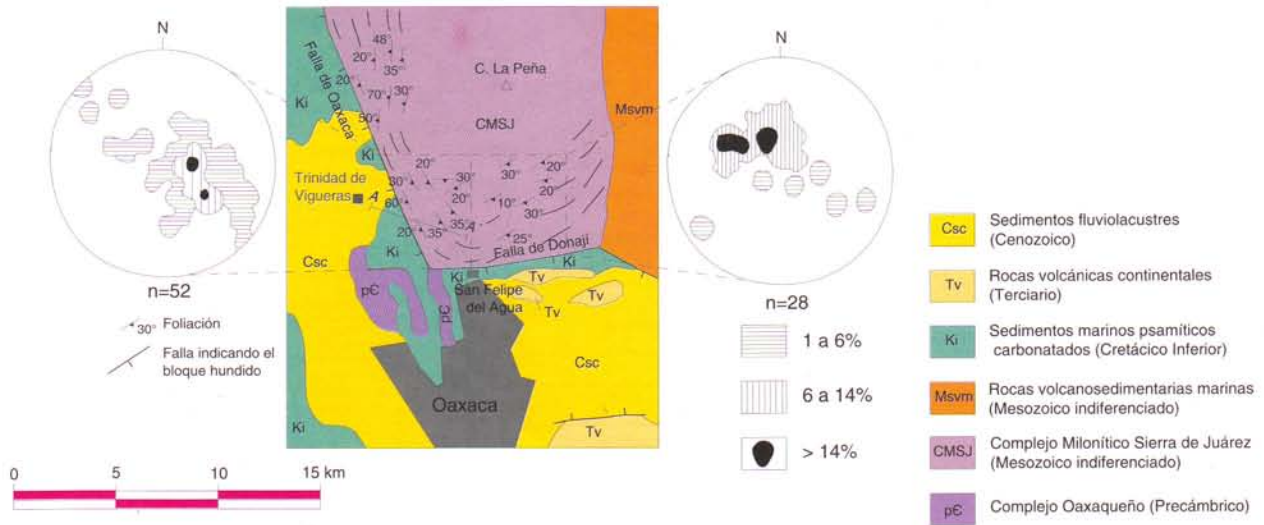 N
n=52
30° Foliación
Falla indicando el
bloque hundido
0 5 10 15 km
Falla de Oaxaca
48°
20°
35°
20°
30°
70°
50°
Ki
C. La Peña
CMSJ
Msvm
Ki
Trinidad de
Vigueras
A
20°
30°
30°
30°
20°
20°
20°
60°
10°
30°
20°
35°
35°
A
25°
Falla de Donají
Csc
Ki
Ki
Ki
Tv
San Felipe
del Agua
pЄ
pЄ
Tv
Tv
Csc
Oaxaca
Ki
Tv
N
n=28
1 a 6%
6 a 14%
> 14%
Csc Sedimentos fluviolacustres
(Cenozoico)
Tv Rocas volcánicas continentales
(Terciario)
Ki Sedimentos marinos psamíticos
carbonatados (Cretácico Inferior)
Msvm Rocas volcanosedimentarias marinas
(Mesozoico indiferenciado)
CMSJ Complejo Milonítico Sierra de Juárez
(Mesozoico indiferenciado)
pЄ Complejo Oaxaqueño (Precámbrico)